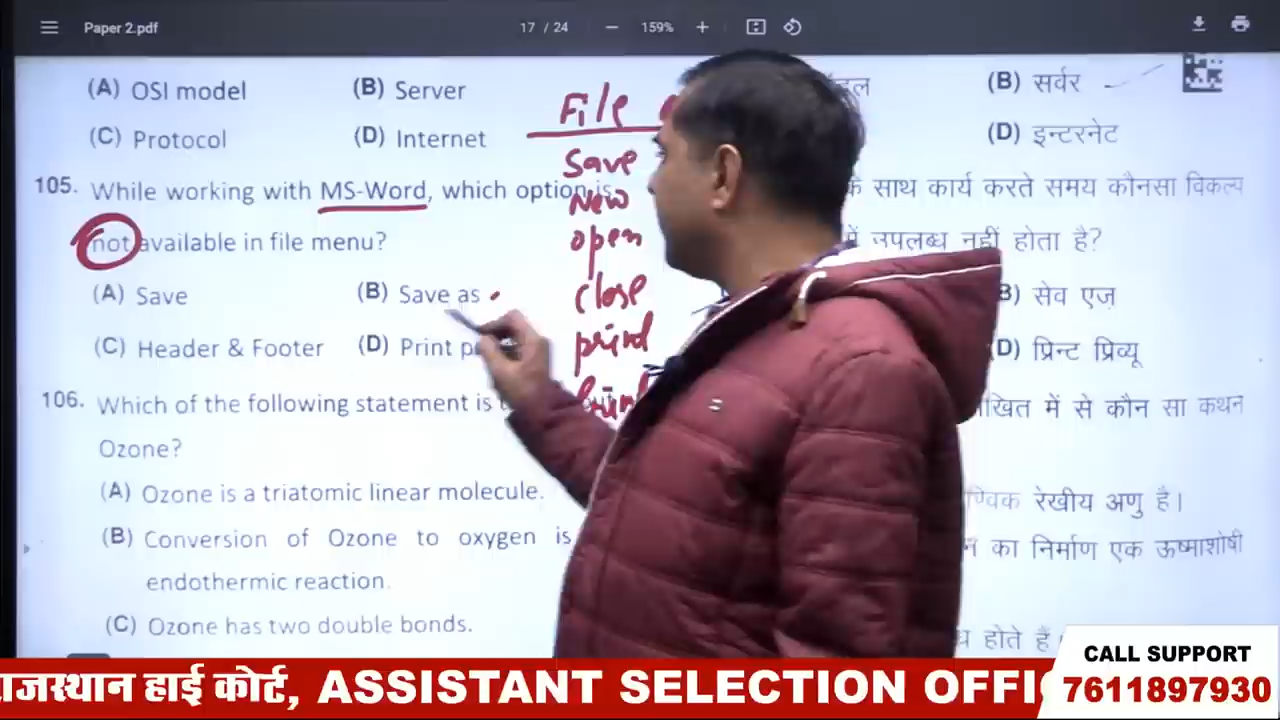 Paper 2.pdf
17 / 24
159%
(A) OSI model (B) Server
(C) Protocol (D) Internet
(B) सर्वर
(D) इन्टरनेट
105. While working with MS-Word, which option is
not available in file menu?
(A) Save (B) Save as
(C) Header & Footer (D) Print
के साथ कार्य करते समय कौनसा विकल्प
में उपलब्ध नहीं होता है?
B) सेव एज़
(D) प्रिन्ट प्रिव्यू
File
Save
New
open
close
print
106. Which of the following statement is
Ozone?
(A) Ozone is a triatomic linear molecule.
(B) Conversion of Ozone to oxygen is
endothermic reaction.
(C) Ozone has two double bonds.
में से कौन सा कथन
रेखीय अणु है।
का निर्माण एक ऊष्माशोषी
होते हैं
राजस्थान हाई कोर्ट, ASSISTANT SELECTION OFFI
CALL SUPPORT
7611897930